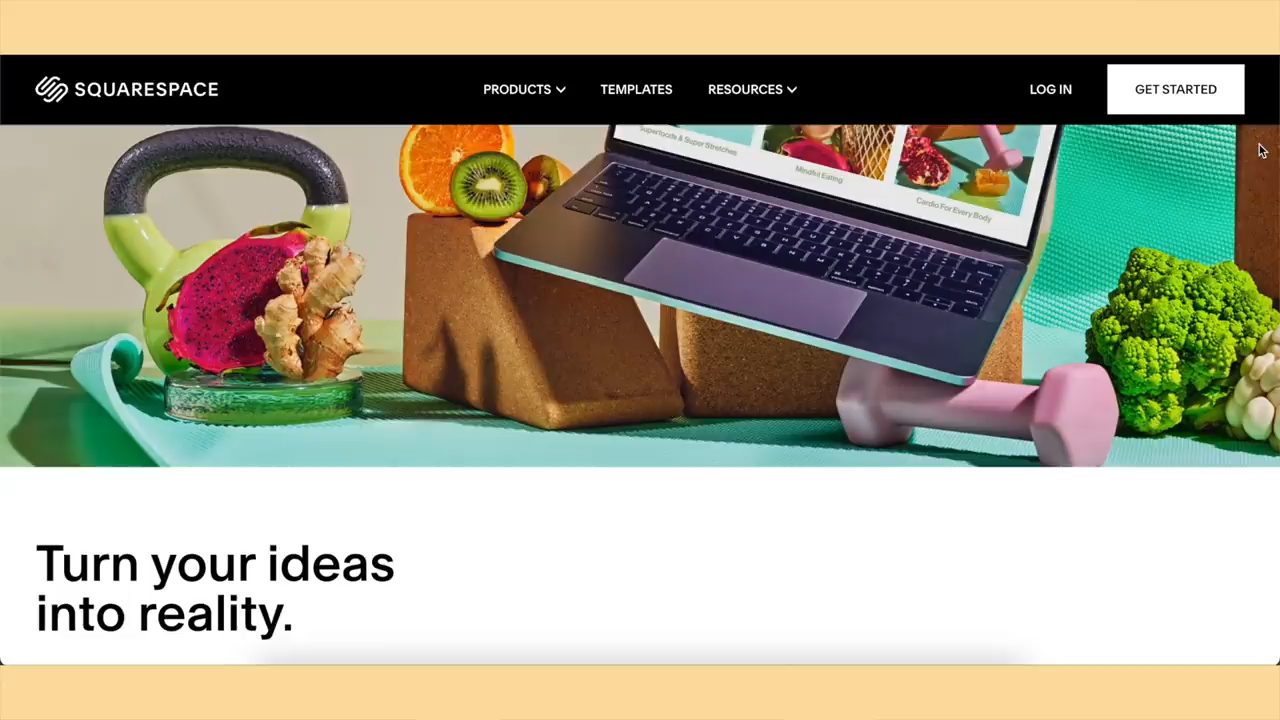 SQUARESPACE
PRODUCTS
TEMPLATES
RESOURCES
LOG IN
GET STARTED
Superfoods & Super Stretches
Mindful Eating
Cardio For Every Body
Turn your ideas
into reality.